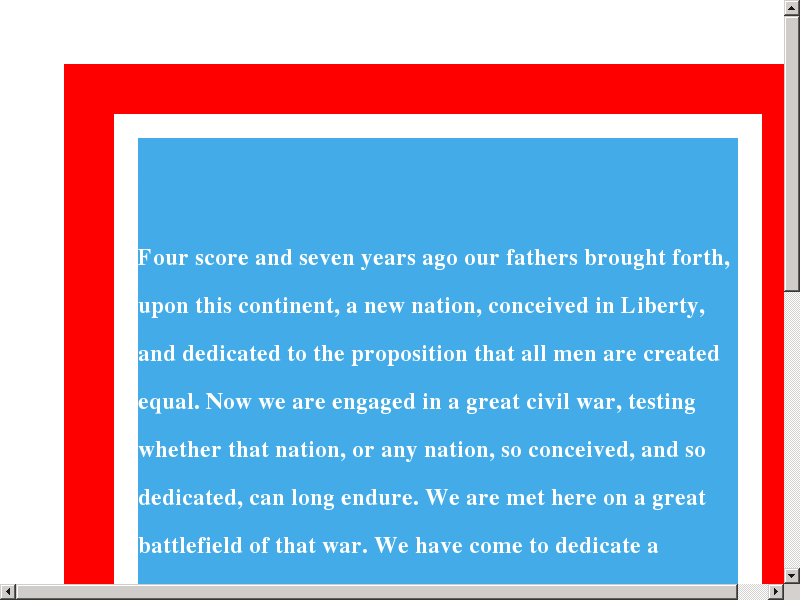 Four score and seven years ago our fathers brought forth,
upon this continent, a new nation, conceived in Liberty,
and dedicated to the proposition that all men are created
equal. Now we are engaged in a great civil war, testing
whether that nation, or any nation, so conceived, and so
dedicated, can long endure. We are met here on a great
battlefield of that war. We have come to dedicate a